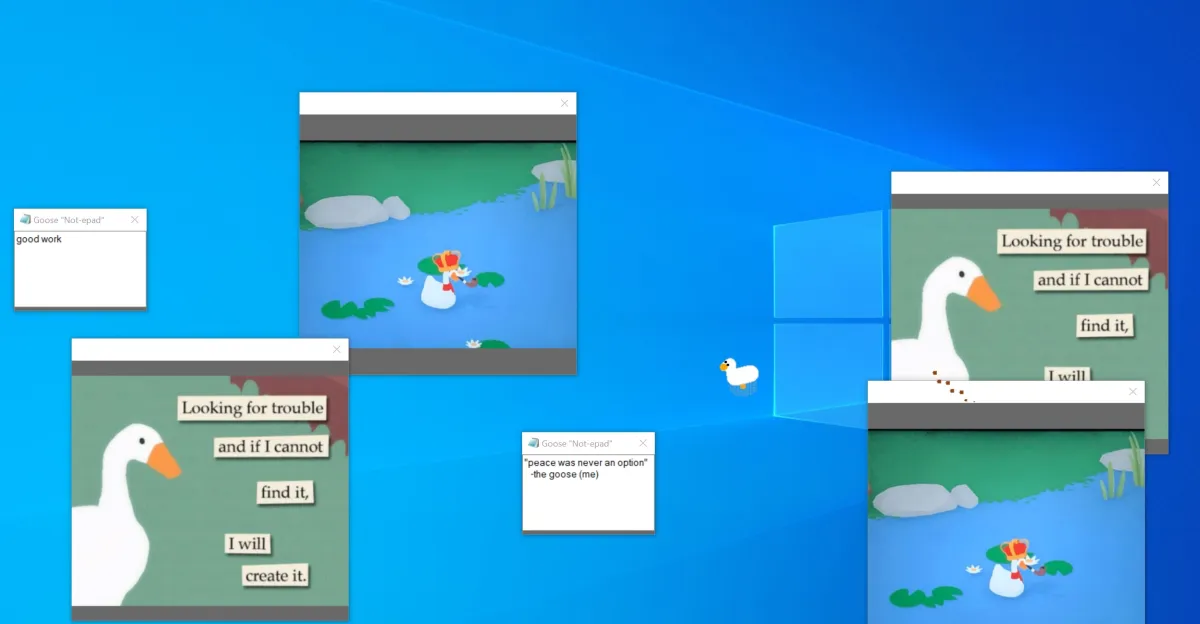 Goose "Not-epad"
good work
Looking for trouble
and if I cannot
find it,
I will
create it.
Goose "Not-epad"
"peace was never an option"
-the goose (me)
Looking for trouble
and if I cannot
find it,
I will